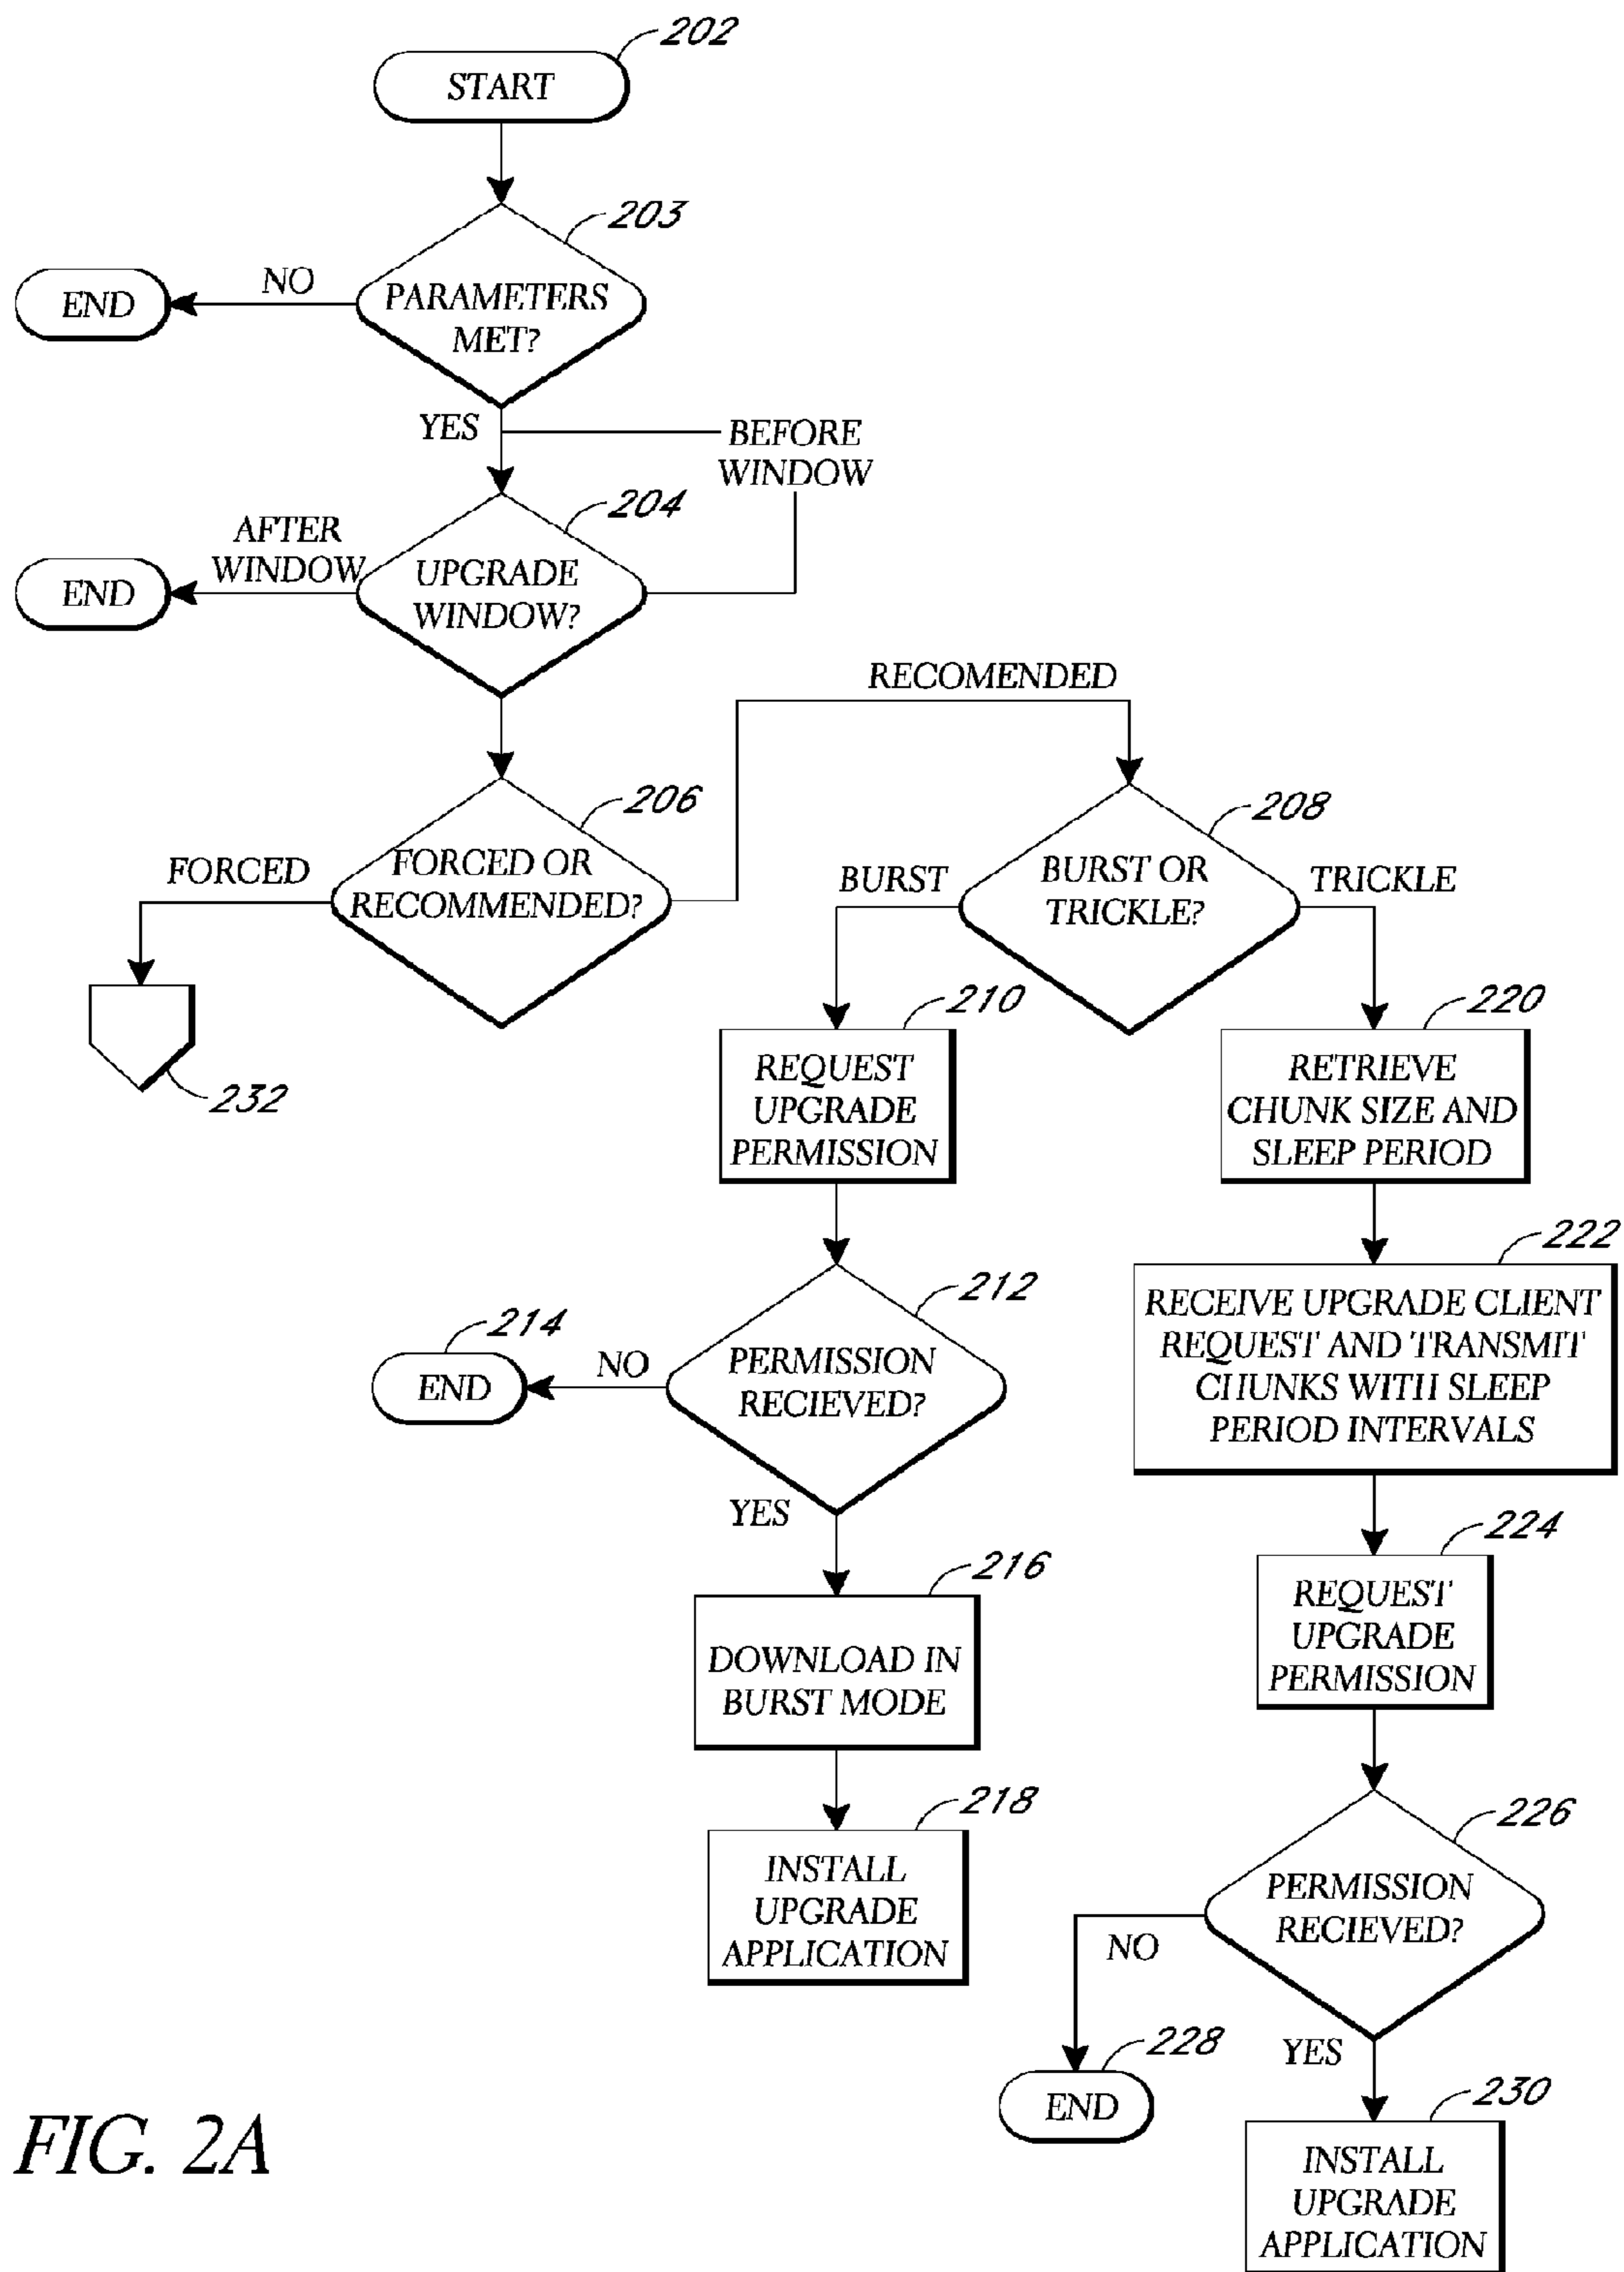 202
START
203
PARAMETERS
MET?
NO
END
YES
BEFORE
WINDOW
204
AFTER
WINDOW
END
UPGRADE
WINDOW?
RECOMENDED
206
FORCED
FORCED OR
RECOMMENDED?
208
BURST
BURST OR
TRICKLE?
TRICKLE
232
210
REQUEST
UPGRADE
PERMISSION
220
RETRIEVE
CHUNK SIZE AND
SLEEP PERIOD
222
RECEIVE UPGRADE CLIENT
REQUEST AND TRANSMIT
CHUNKS WITH SLEEP
PERIOD INTERVALS
212
214
END
NO
PERMISSION
RECIEVED?
YES
224
REQUEST
UPGRADE
PERMISSION
216
DOWNLOAD IN
BURST MODE
218
INSTALL
UPGRADE
APPLICATION
226
PERMISSION
RECIEVED?
NO
228
END
YES
230
INSTALL
UPGRADE
APPLICATION
FIG. 2A